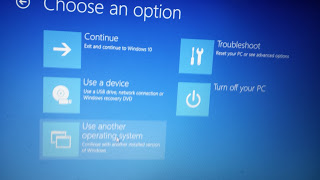 Choose an option
Continue
Exit and continue to Windows 10
Use a device
Use a USB drive, network connection or
Windows recovery DVD
Use another
operating system
Continue with another installed version
of Windows
Troubleshoot
Reset your PC or see advanced options
Turn off your PC